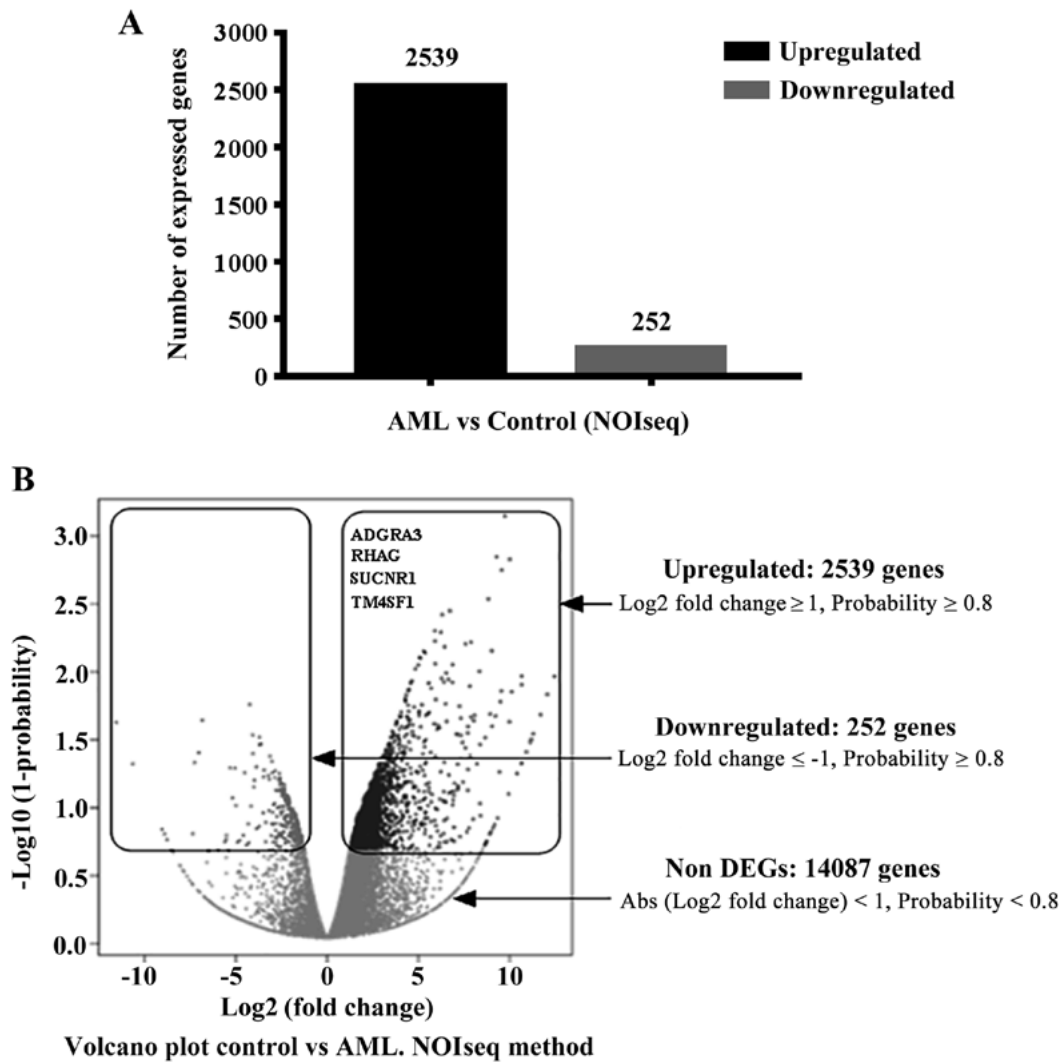 A
3000
2500
2000
1500
1000
500
0
Number of expressed genes
2539
252
Upregulated
Downregulated
AML vs Control (NOIseq)
B
3.0
2.5
2.0
1.5
1.0
0.5
0.0
-Log10 (1-probability)
ADGRA3
RHAG
SUCNR1
TM4SF1
Upregulated: 2539 genes
Log2 fold change ≥ 1, Probability ≥ 0.8
Downregulated: 252 genes
Log2 fold change ≤ -1, Probability ≥ 0.8
Non DEGs: 14087 genes
Abs (Log2 fold change) < 1, Probability < 0.8
-10 -5 0 5 10
Log2 (fold change)
Volcano plot control vs AML. NOIseq method